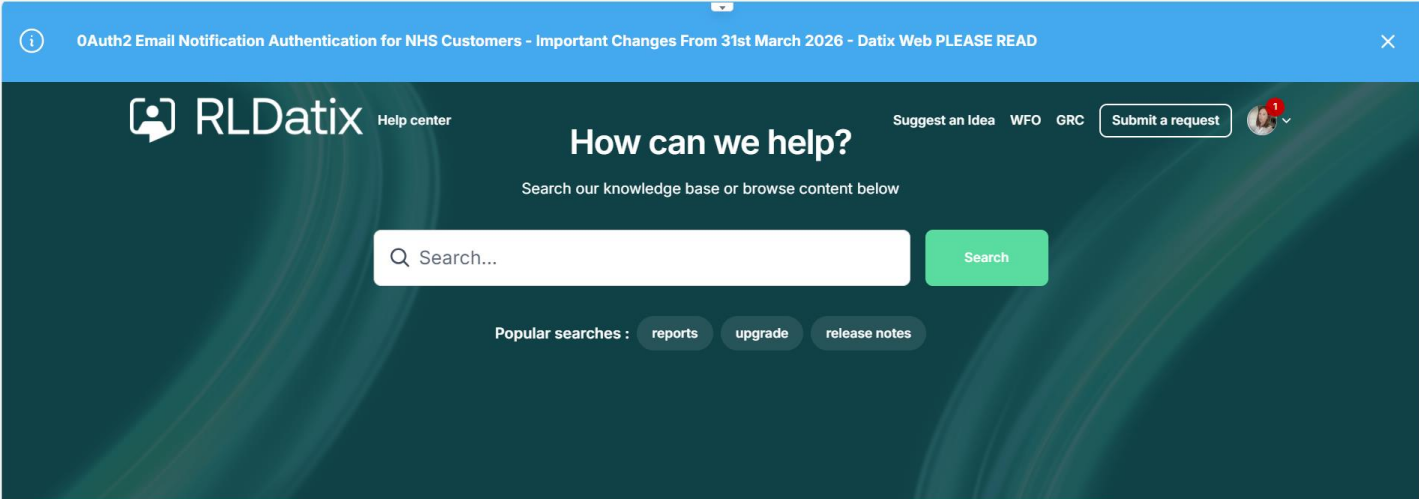 0Auth2 Email Notification Authentication for NHS Customers - Important Changes From 31st March 2026 - Datix Web PLEASE READ
RLDatix Help center
Suggest an Idea WFO GRC Submit a request 1
How can we help?
Search our knowledge base or browse content below
Search... Search
Popular searches : reports upgrade release notes